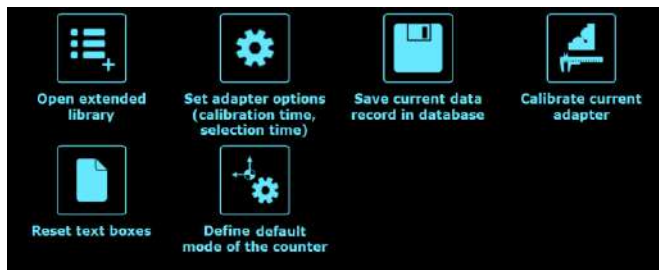 Open extended
library
Set adapter options
(calibration time,
selection time)
Save current data
record in database
Calibrate current
adapter
Reset text boxes
Define default
mode of the counter